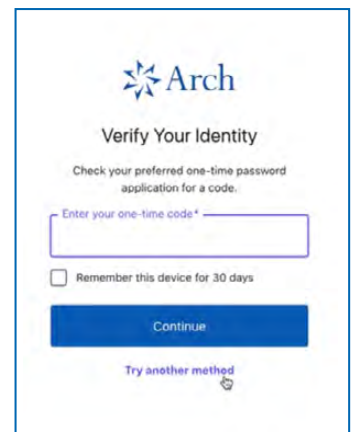 Arch
Verify Your Identity
Check your preferred one-time password
application for a code.
Enter your one-time code*
Remember this device for 30 days
Continue
Try another method